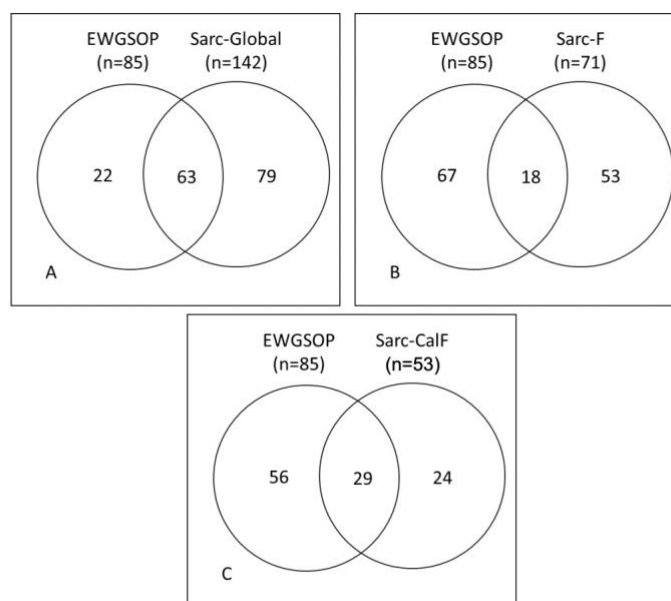 EWGSOP Sarc-Global
(n=85) (n=142)
22 63 79
A
EWGSOP Sarc-F
(n=85) (n=71)
67 18 53
B
EWGSOP Sarc-CalF
(n=85) (n=53)
56 29 24
C